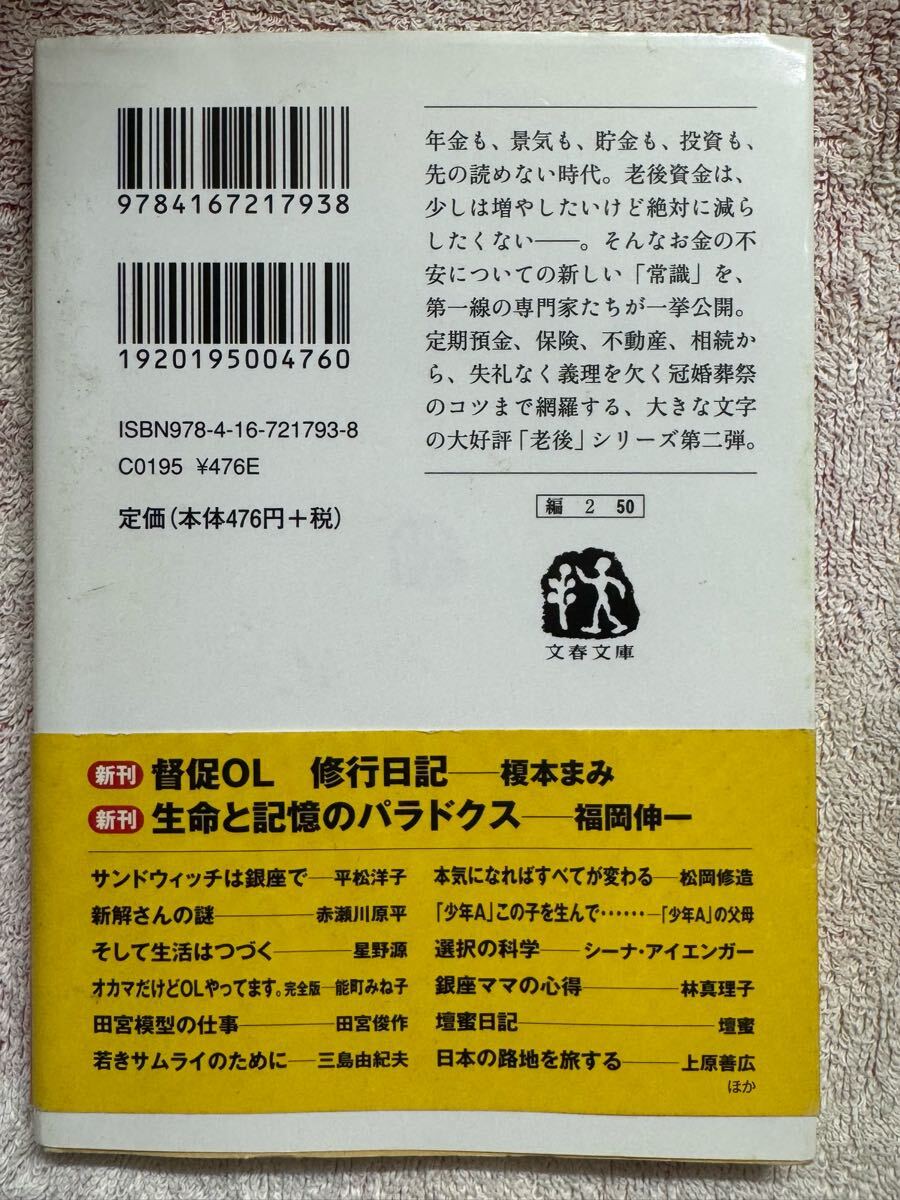 9784167217938
1920195004760
ISBN978-4-16-721793-8
C0195 ¥476E
定価(本体476円+税)
年金も、景気も、貯金も、投資も、
先の読めない時代。老後資金は、
少しは増やしたいけど絶対に減ら
したくない——。そんなお金の不
安についての新しい「常識」を、
第一線の専門家たちが一挙公開。
定期預金、保険、不動産、相続か
ら、失礼なく義理を欠く冠婚葬祭
のコツまで網羅する、大きな文字
の大好評「老後」シリーズ第二弾。
編 2 50
文春文庫
新刊 督促OL 修行日記——榎本まみ
新刊 生命と記憶のパラドクス——福岡伸一
サンドウィッチは銀座で—平松洋子
新解さんの謎——赤瀬川原平
そして生活はつづく——星野源
オカマだけどOLやってます。完全版—能町みね子
田宮模型の仕事——田宮俊作
若きサムライのために—三島由紀夫
本気になればすべてが変わる—松岡修造
「少年A」この子を生んで……—「少年A」の父母
選択の科学—シーナ・アイエンガー
銀座ママの心得——林真理子
壇蜜日記——壇蜜
日本の路地を旅する——上原善広
ほか